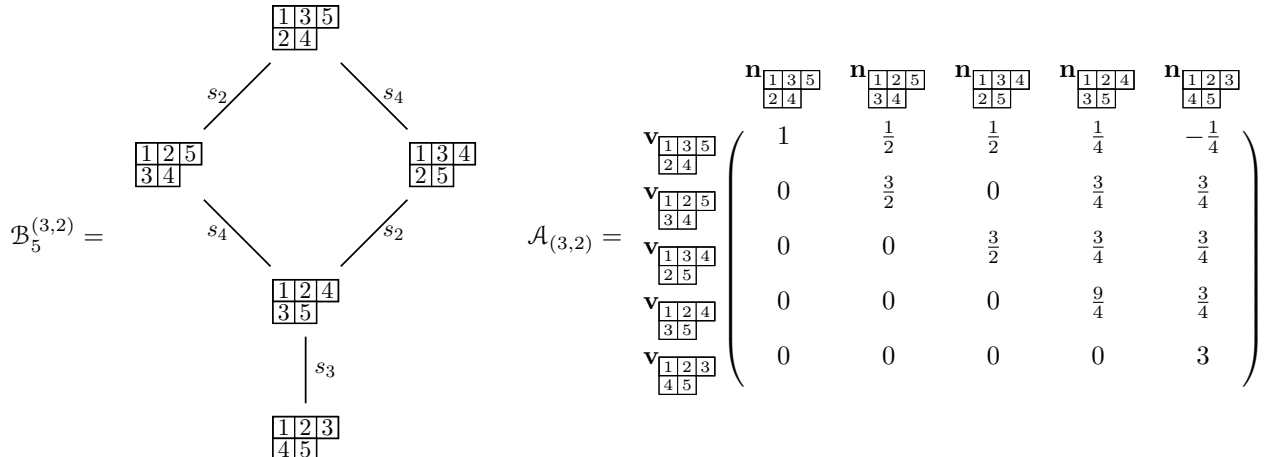 1 3 5
2 4
s₂ s₄
1 2 5 1 3 4
3 4 2 5
𝓑₅^(3,2) =
s₄ s₂
1 2 4
3 5
s₃
1 2 3
4 5
𝓐_(3,2) =
n 1 3 5 n 1 2 5 n 1 3 4 n 1 2 4 n 1 2 3
2 4 3 4 2 5 3 5 4 5
v 1 3 5 1 1/2 1/2 1/4 -1/4
2 4
v 1 2 5 0 3/2 0 3/4 3/4
3 4
v 1 3 4 0 0 3/2 3/4 3/4
2 5
v 1 2 4 0 0 0 9/4 3/4
3 5
v 1 2 3 0 0 0 0 3
4 5